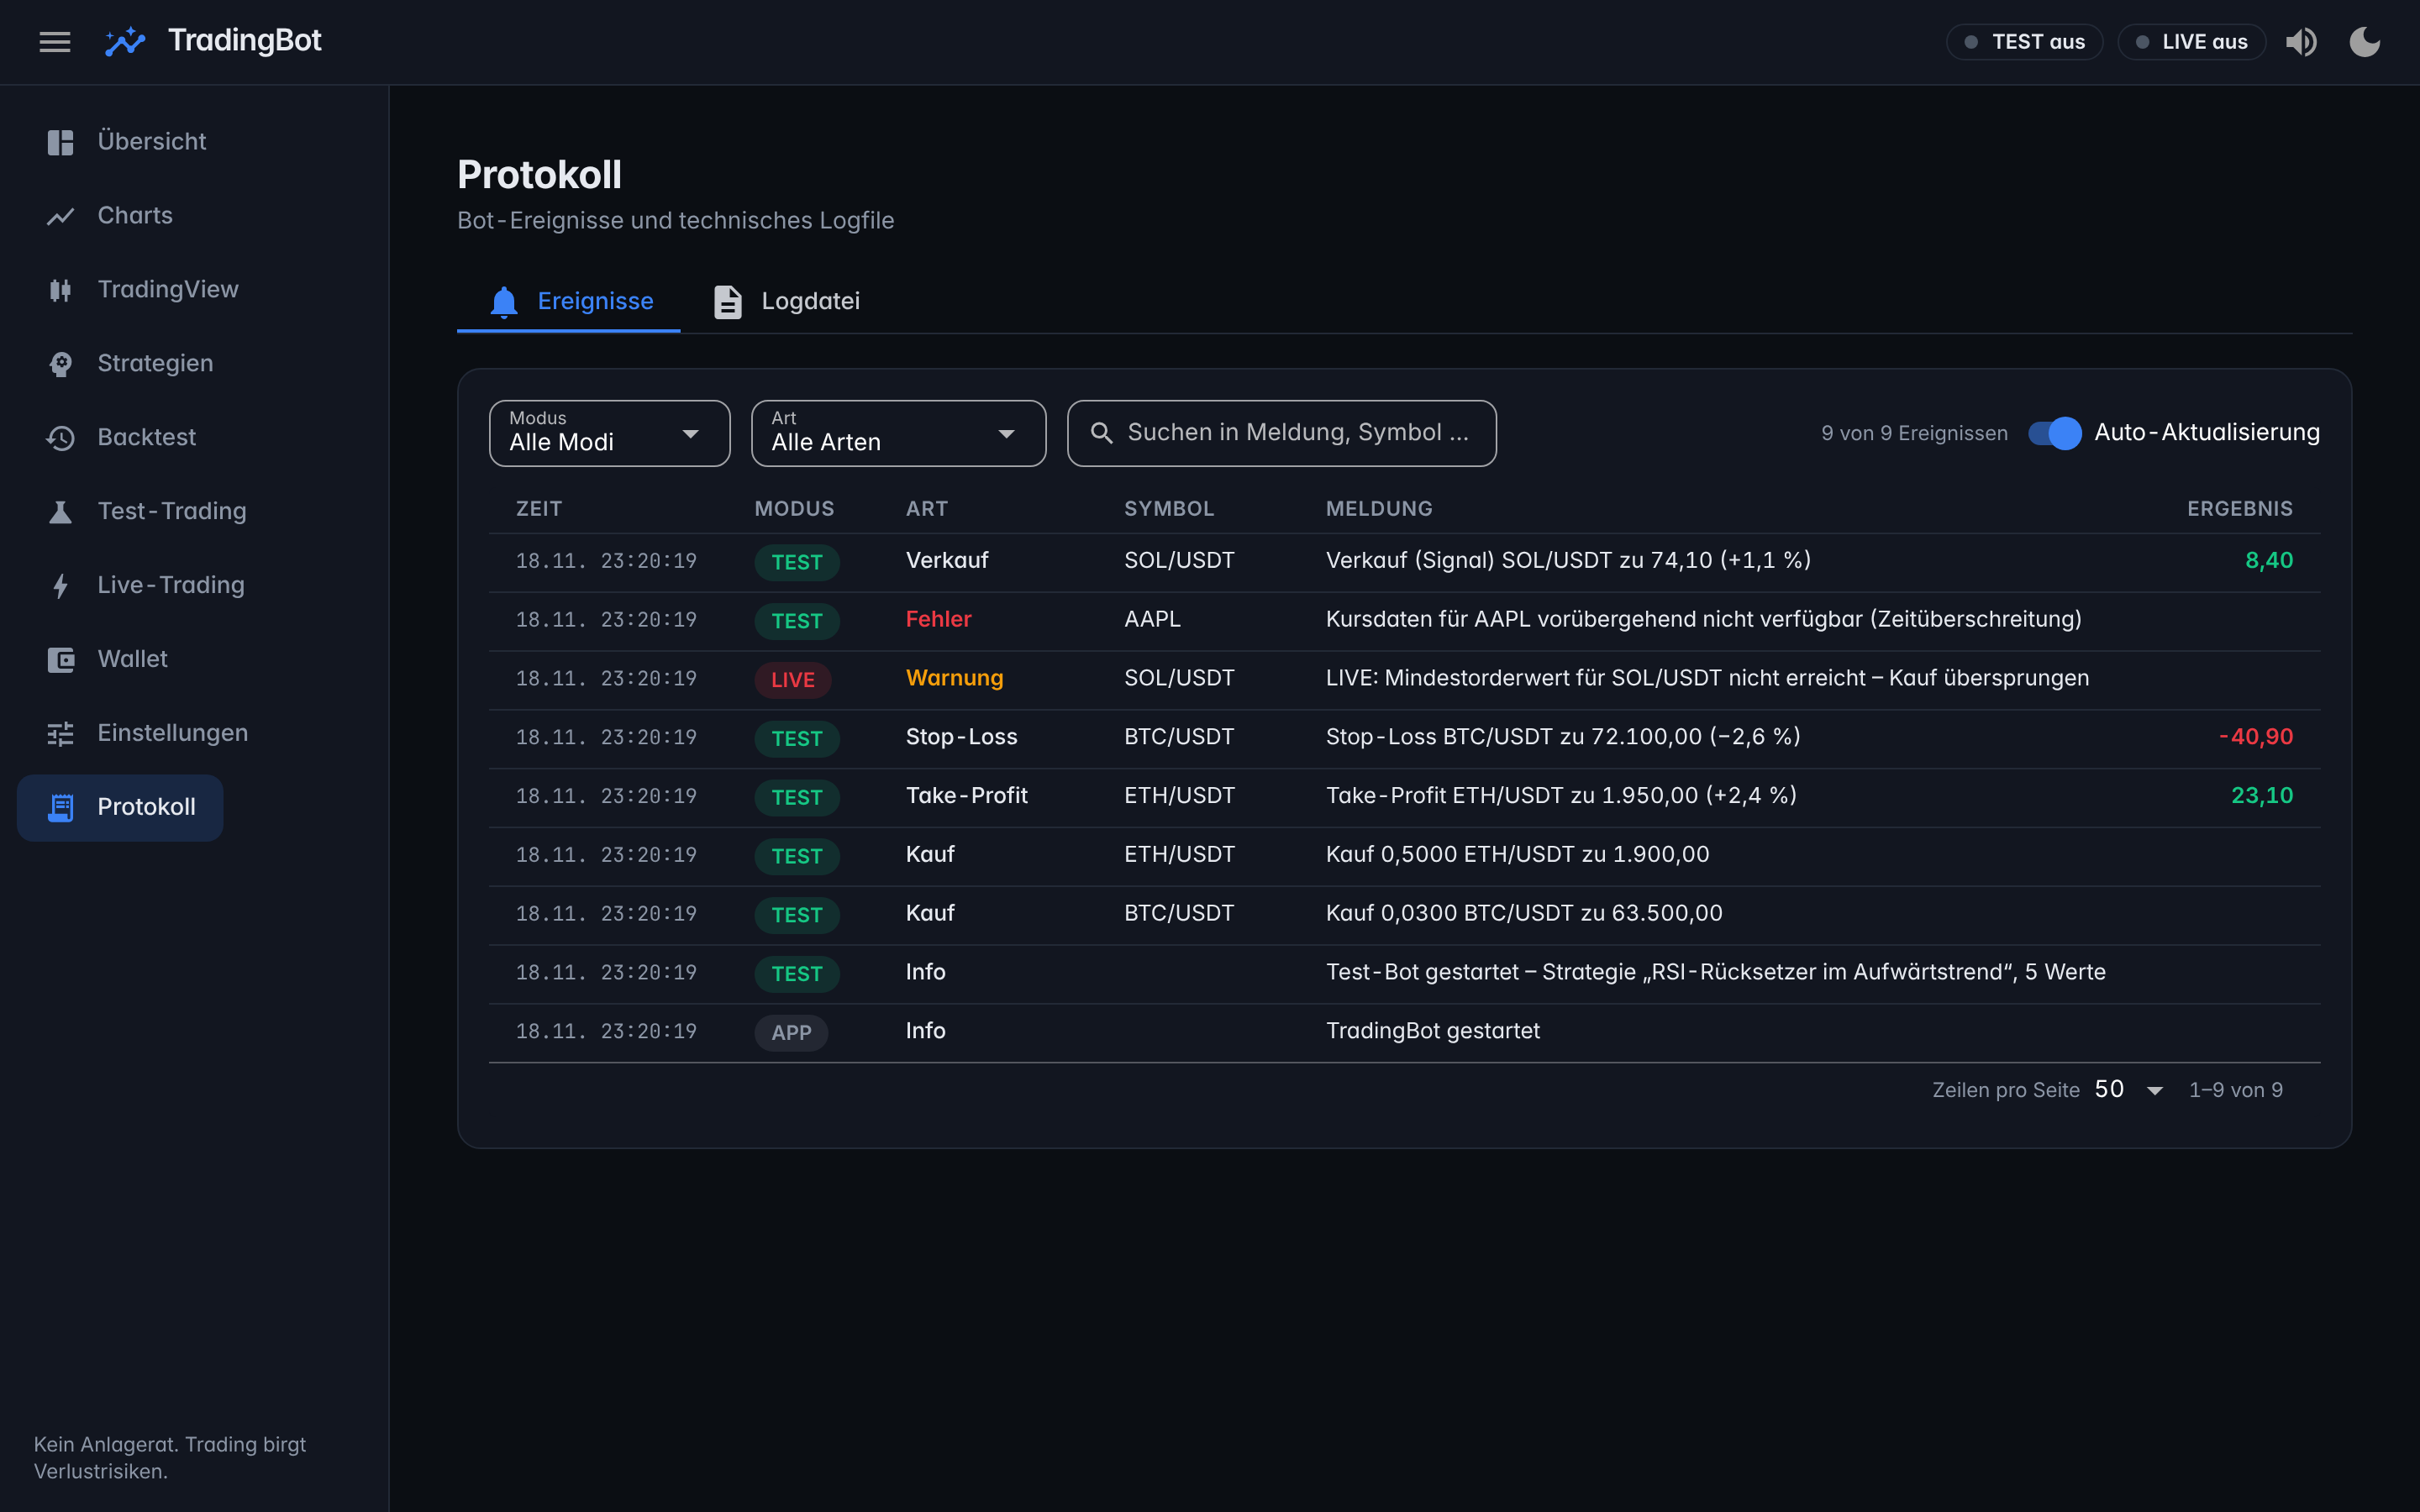 TradingBot
TEST aus
LIVE aus
Übersicht
Charts
TradingView
Strategien
Backtest
Test-Trading
Live-Trading
Wallet
Einstellungen
Protokoll
Kein Anlagerat. Trading birgt
Verlustrisiken.
Protokoll
Bot-Ereignisse und technisches Logfile
Ereignisse
Logdatei
Modus
Alle Modi
Art
Alle Arten
Suchen in Meldung, Symbol ...
9 von 9 Ereignissen
Auto-Aktualisierung
ZEIT MODUS ART SYMBOL MELDUNG ERGEBNIS
18.11. 23:20:19 TEST Verkauf SOL/USDT Verkauf (Signal) SOL/USDT zu 74,10 (+1,1 %) 8,40
18.11. 23:20:19 TEST Fehler AAPL Kursdaten für AAPL vorübergehend nicht verfügbar (Zeitüberschreitung)
18.11. 23:20:19 LIVE Warnung SOL/USDT LIVE: Mindestorderwert für SOL/USDT nicht erreicht – Kauf übersprungen
18.11. 23:20:19 TEST Stop-Loss BTC/USDT Stop-Loss BTC/USDT zu 72.100,00 (−2,6 %) -40,90
18.11. 23:20:19 TEST Take-Profit ETH/USDT Take-Profit ETH/USDT zu 1.950,00 (+2,4 %) 23,10
18.11. 23:20:19 TEST Kauf ETH/USDT Kauf 0,5000 ETH/USDT zu 1.900,00
18.11. 23:20:19 TEST Kauf BTC/USDT Kauf 0,0300 BTC/USDT zu 63.500,00
18.11. 23:20:19 TEST Info Test-Bot gestartet – Strategie „RSI-Rücksetzer im Aufwärtstrend“, 5 Werte
18.11. 23:20:19 APP Info TradingBot gestartet
Zeilen pro Seite 50 1–9 von 9